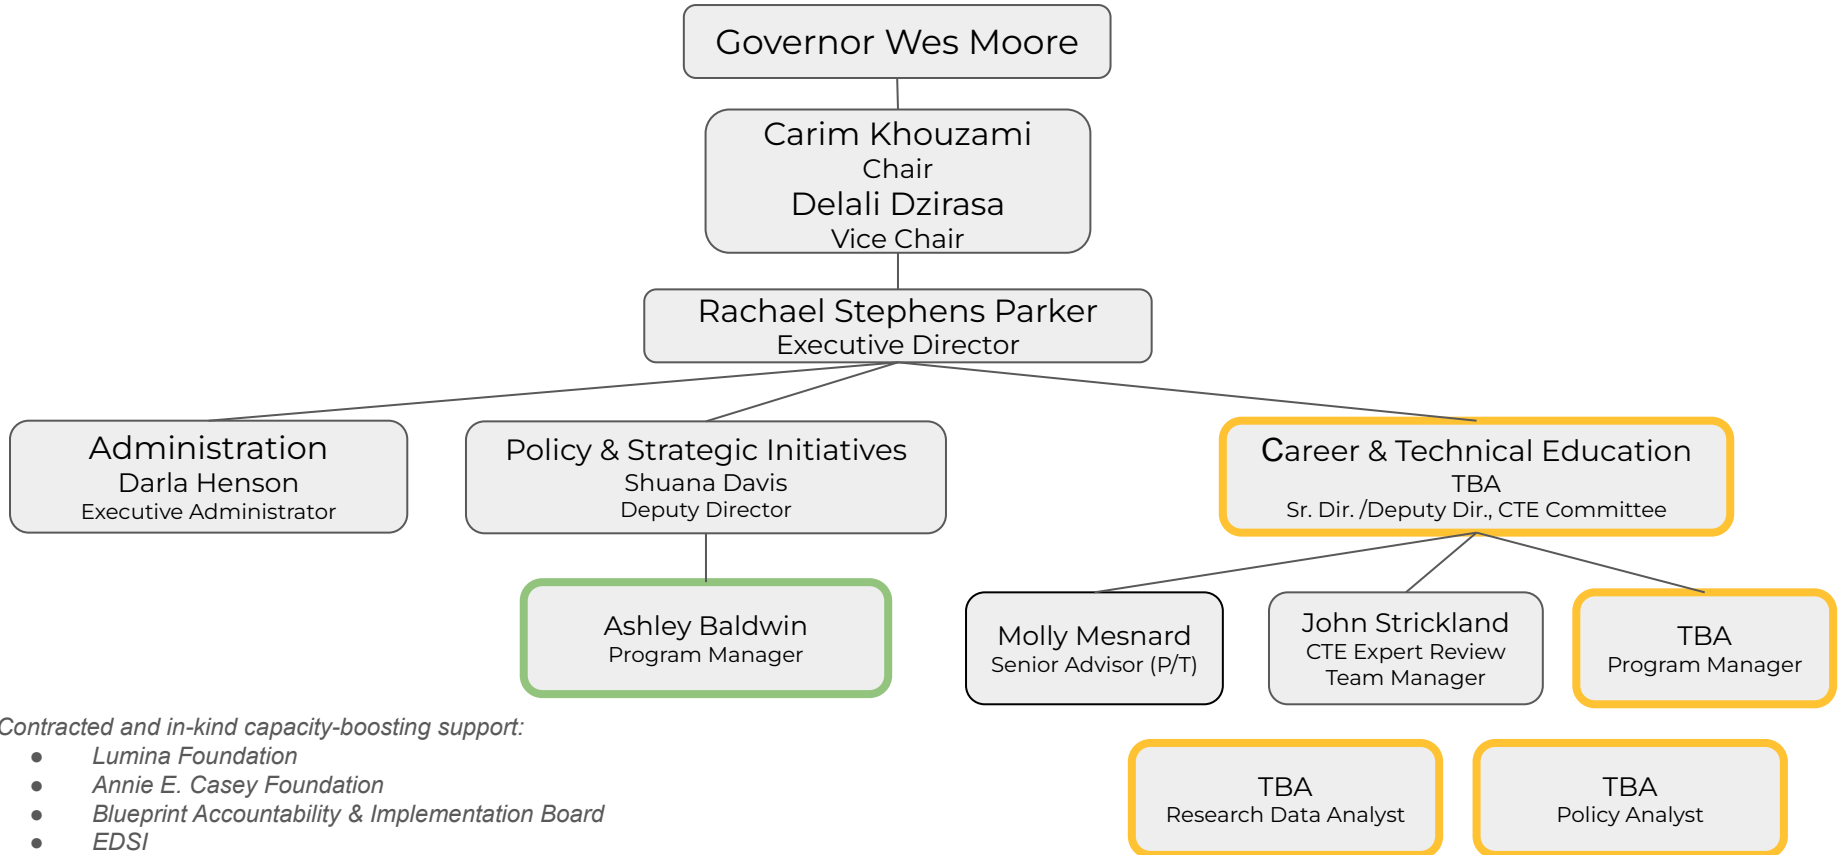 Governor Wes Moore
Carim Khouzami
Chair
Delali Dzirasa
Vice Chair
Rachael Stephens Parker
Executive Director
Administration
Darla Henson
Executive Administrator
Policy & Strategic Initiatives
Shuana Davis
Deputy Director
Career & Technical Education
TBA
Sr. Dir. /Deputy Dir., CTE Committee
Ashley Baldwin
Program Manager
Molly Mesnard
Senior Advisor (P/T)
John Strickland
CTE Expert Review
Team Manager
TBA
Program Manager
Contracted and in-kind capacity-boosting support:
● Lumina Foundation
● Annie E. Casey Foundation
● Blueprint Accountability & Implementation Board
● EDSI
TBA
Research Data Analyst
TBA
Policy Analyst